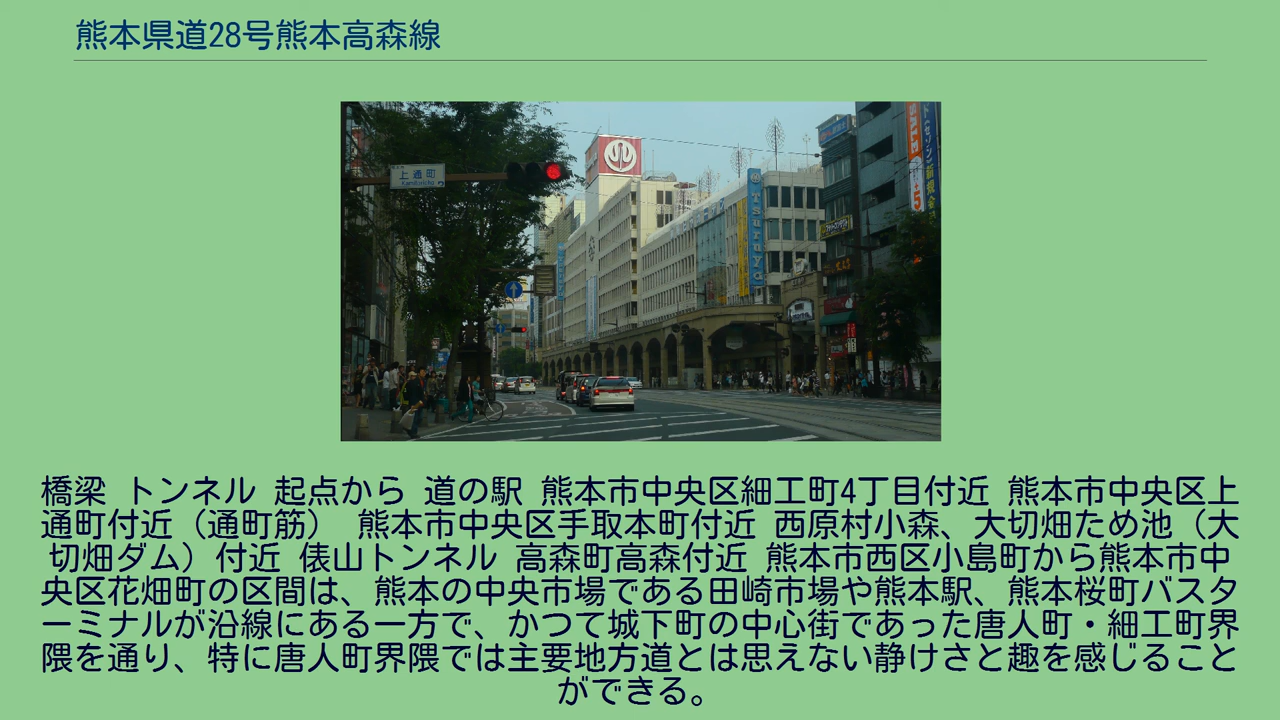 熊本県道28号熊本高森線
上通町
Tsuruya
SALE
橋梁 トンネル 起点から 道の駅 熊本市中央区細工町4丁目付近 熊本市中央区上
通町付近（通町筋） 熊本市中央区手取本町付近 西原村小森、大切畑ため池（大
切畑ダム）付近 俵山トンネル 高森町高森付近 熊本市西区小島町から熊本市中
央区花畑町の区間は、熊本の中央市場である田崎市場や熊本駅、熊本桜町バスタ
ーミナルが沿線にある一方で、かつて城下町の中心街であった唐人町・細工町界
隈を通り、特に唐人町界隈では主要地方道とは思えない静けさと趣を感じること
ができる。